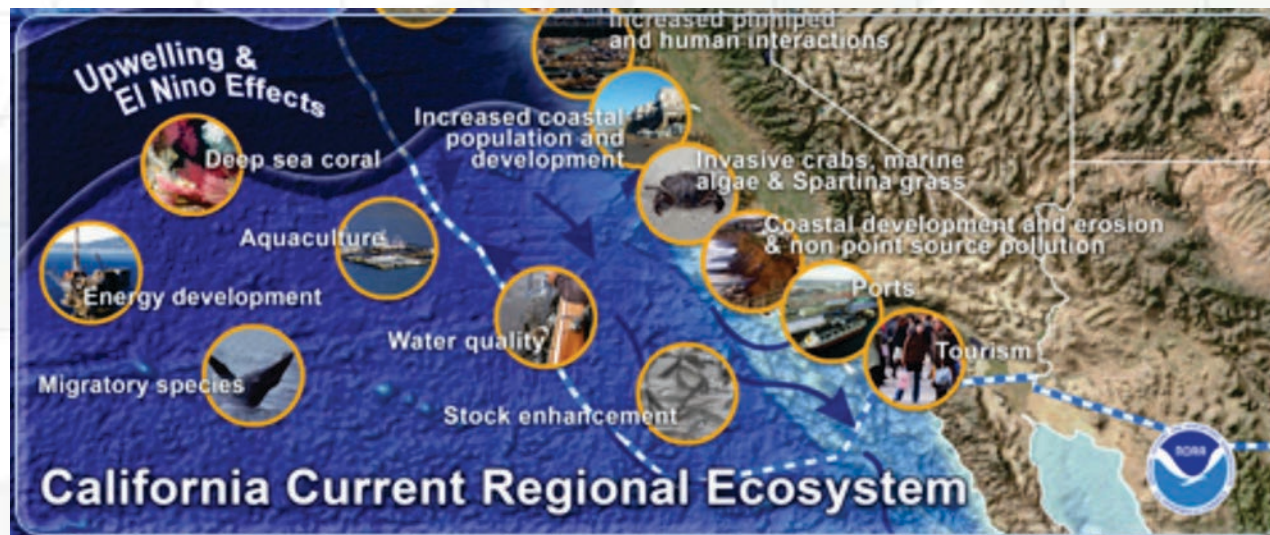 Increased pinniped
and human interactions
Upwelling &
El Nino Effects
Increased coastal
population and
development
Deep sea coral
Invasive crabs, marine
algae & Spartina grass
Aquaculture
Coastal development and erosion
& non point source pollution
Energy development
Ports
Water quality
Tourism
Migratory species
Stock enhancement
California Current Regional Ecosystem
NOAA